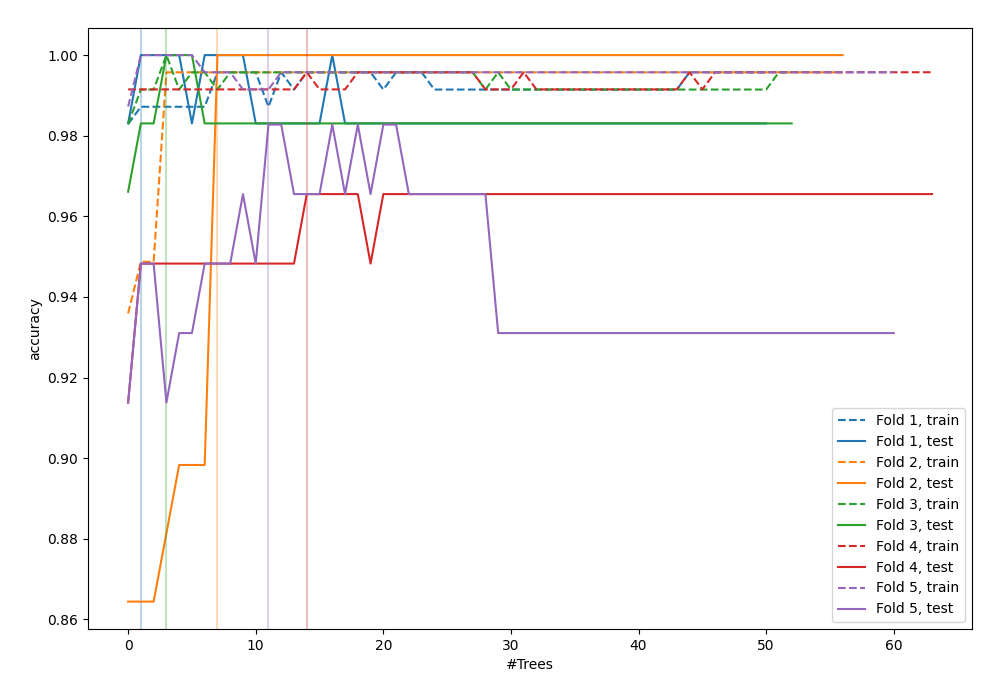 1.00
0.98
0.96
0.94
0.92
0.90
0.88
0.86
accuracy
0
10
20
30
40
50
60
#Trees
Fold 1, train
Fold 1, test
Fold 2, train
Fold 2, test
Fold 3, train
Fold 3, test
Fold 4, train
Fold 4, test
Fold 5, train
Fold 5, test